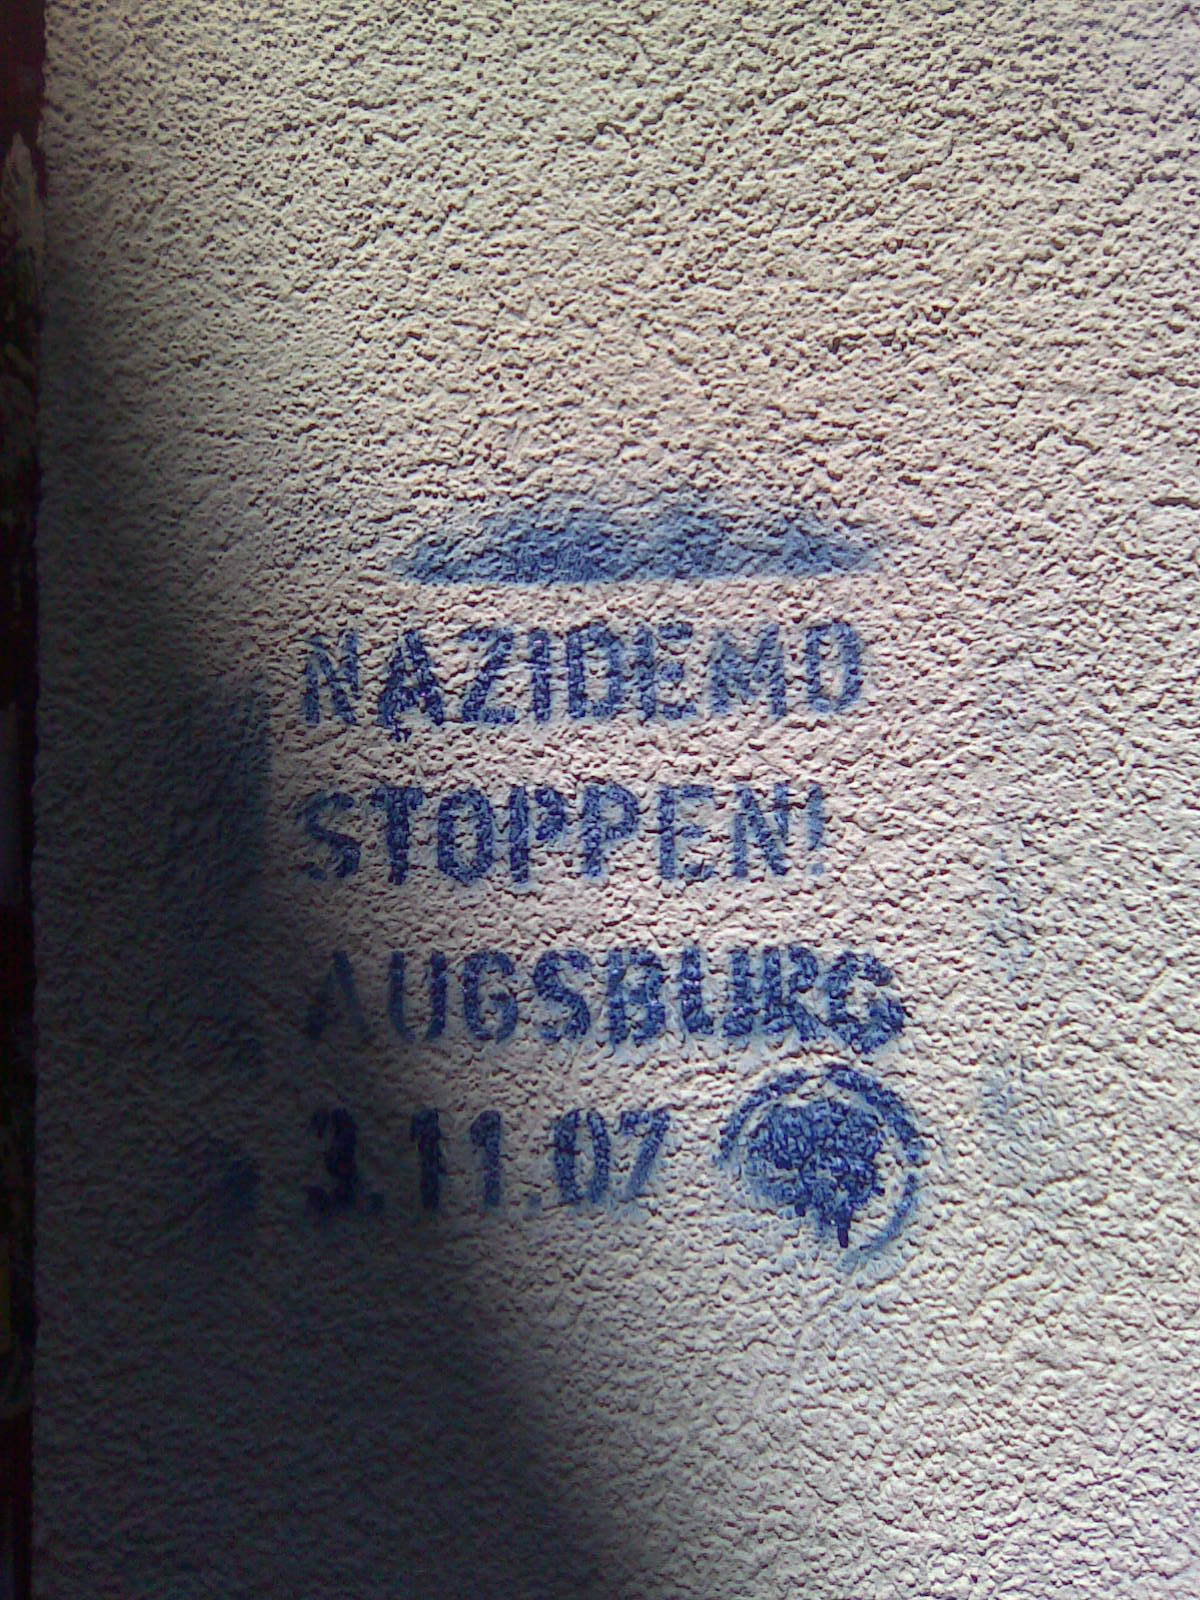 NAZIDEMO
STOPPEN!
AUGSBURG
3.11.07